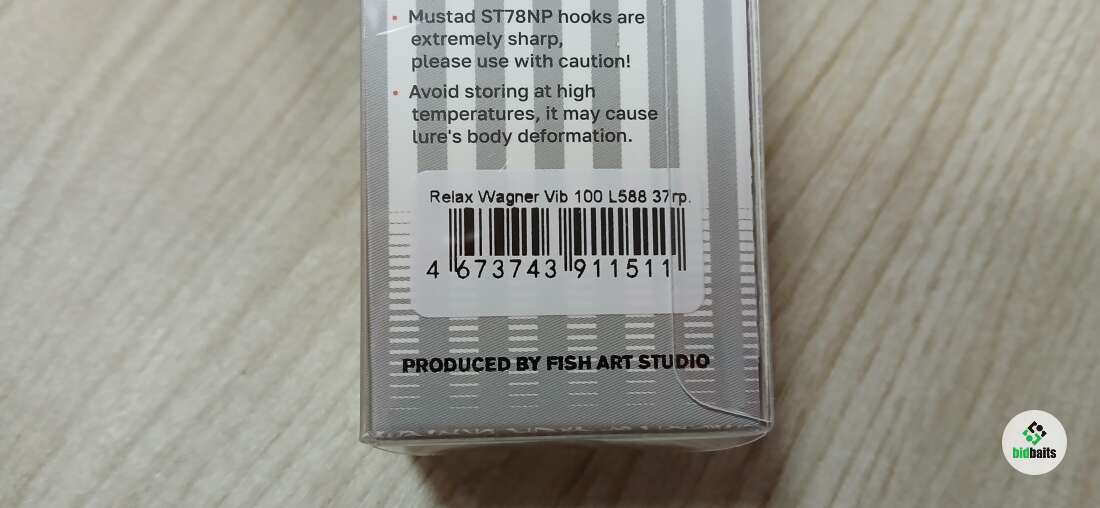 • Mustad ST78NP hooks are
extremely sharp,
please use with caution!
• Avoid storing at high
temperatures, it may cause
lure's body deformation.
Relax Wagner Vib 100 L588 37гр.
4 673743 911511
PRODUCED BY FISH ART STUDIO
bidbaits